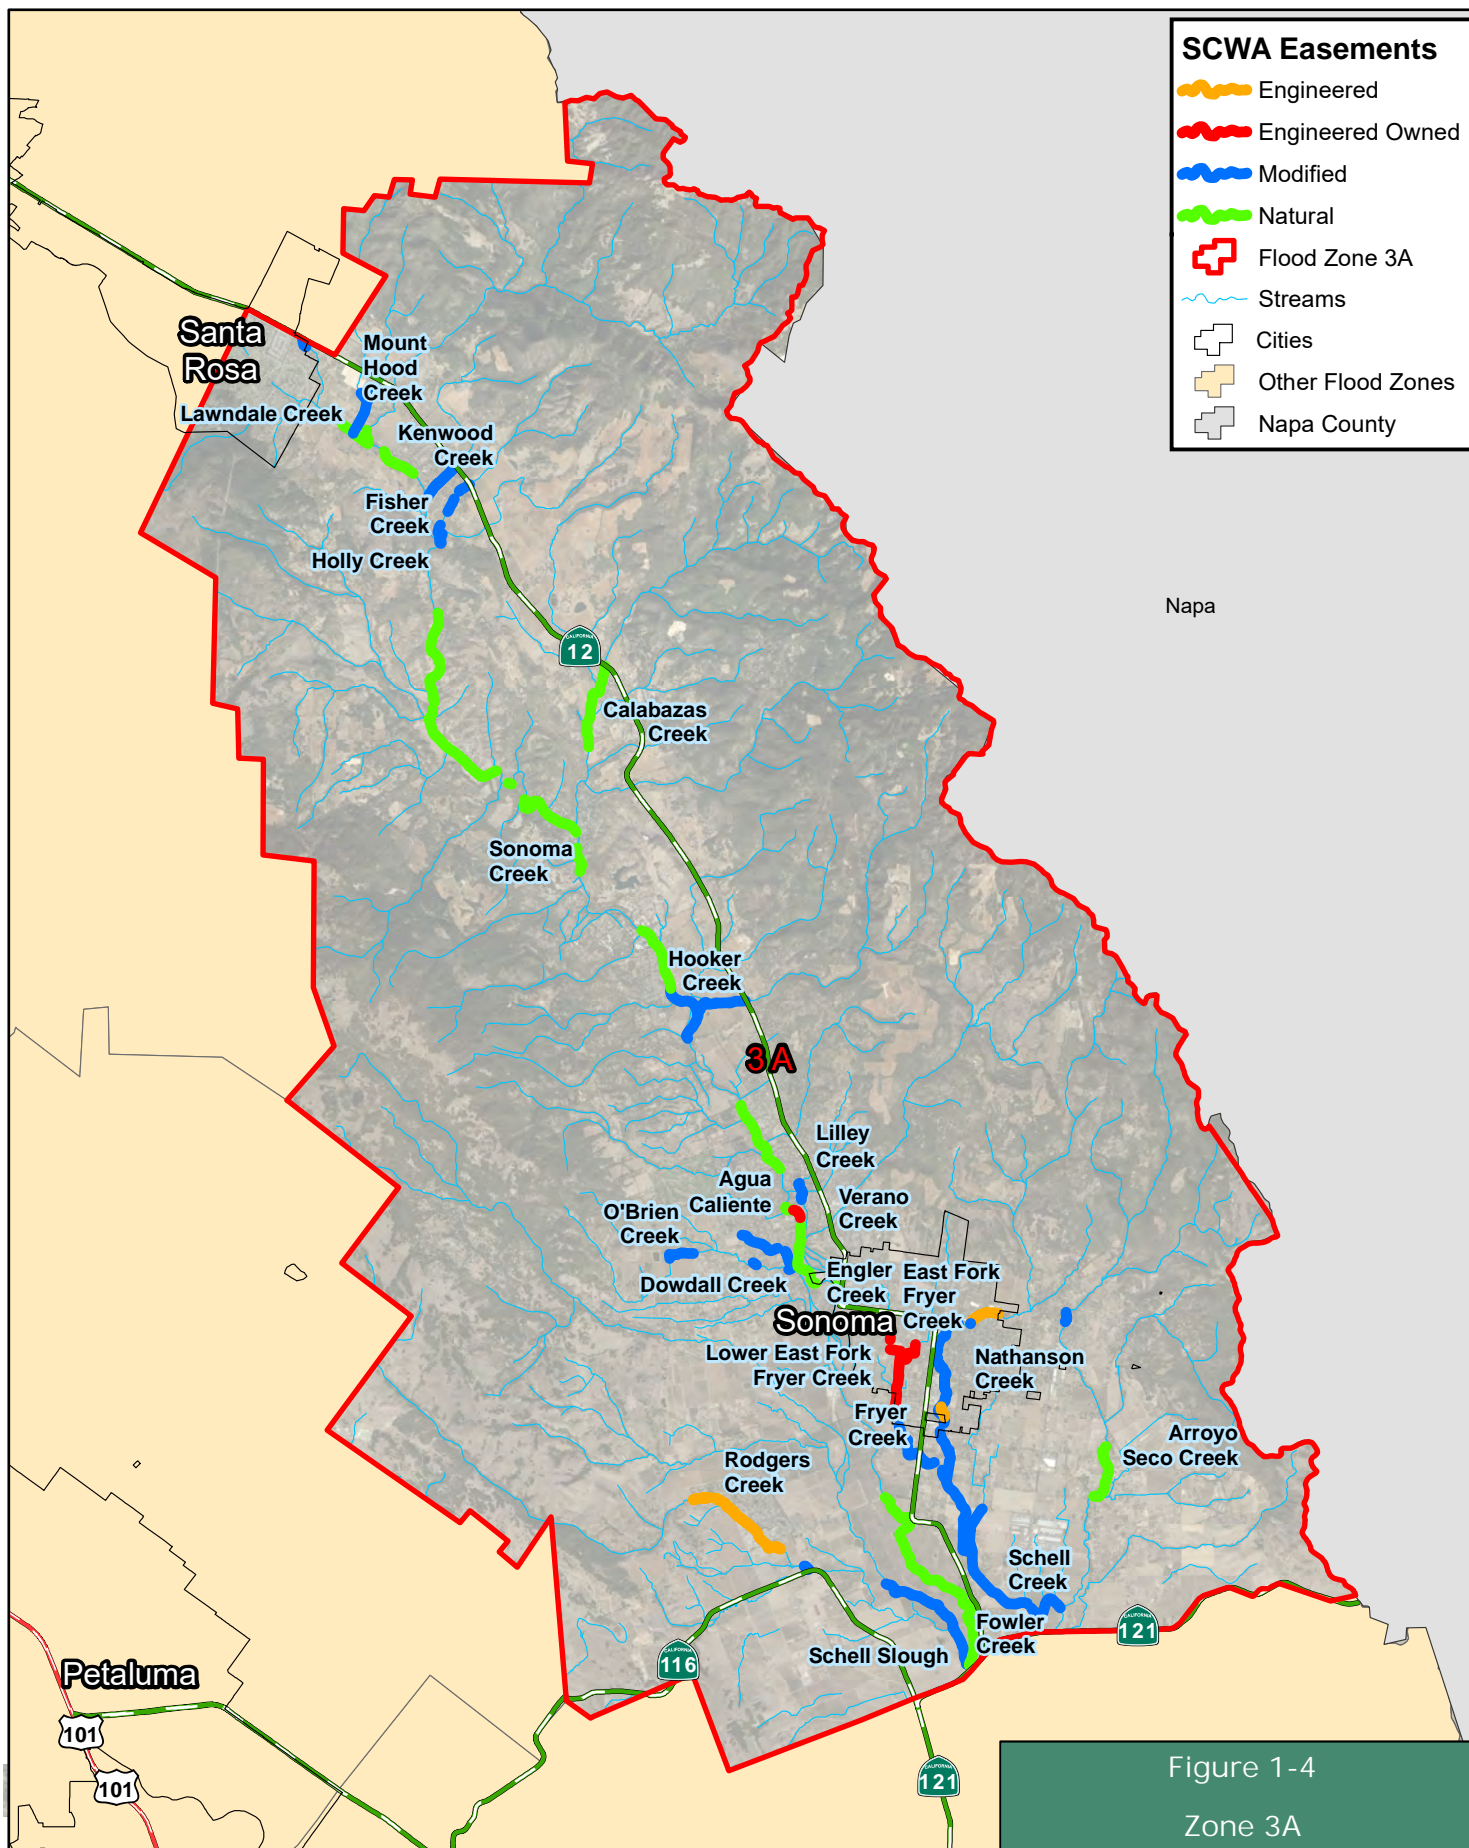 SCWA Easements
Engineered
Engineered Owned
Modified
Natural
Flood Zone 3A
Streams
Cities
Other Flood Zones
Napa County
Santa
Rosa
Mount
Hood
Creek
Lawndale Creek
Kenwood
Creek
Fisher
Creek
Holly Creek
Napa
CALIFORNIA
12
Calabazas
Creek
Sonoma
Creek
Hooker
Creek
3A
Lilley
Creek
Agua
Caliente
Verano
Creek
O'Brien
Creek
Dowdall Creek
Engler
Creek
East Fork
Fryer
Creek
Sonoma
Lower East Fork
Fryer Creek
Nathanson
Creek
Fryer
Creek
Arroyo
Seco Creek
Rodgers
Creek
Schell
Creek
Fowler
Creek
Schell Slough
CALIFORNIA
121
CALIFORNIA
116
Petaluma
101
101
CALIFORNIA
121
Figure 1-4
Zone 3A